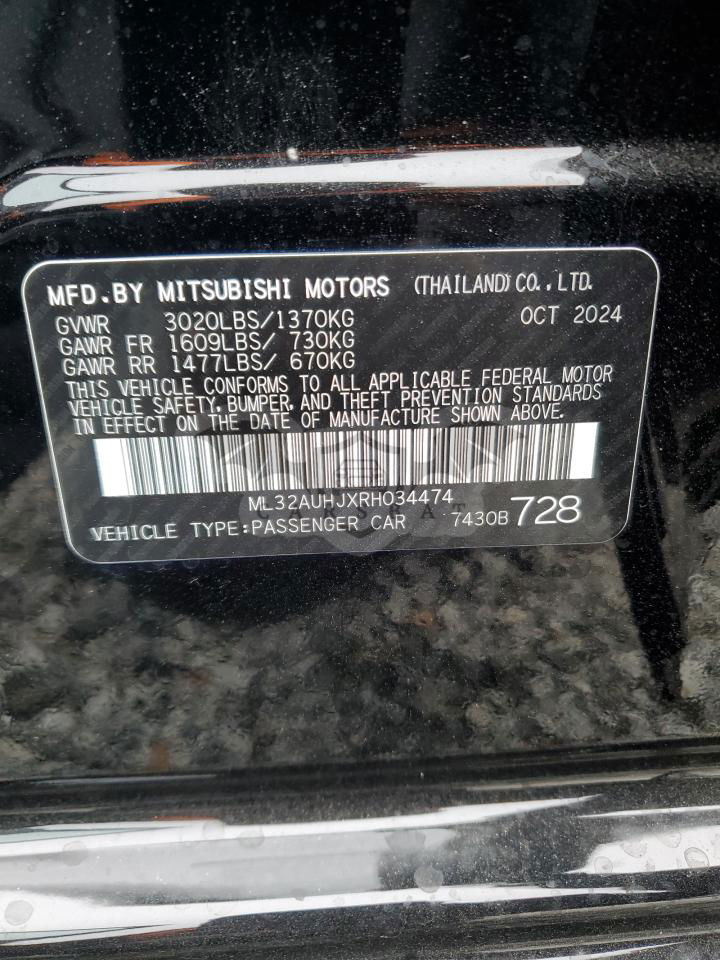 MFD.BY MITSUBISHI MOTORS (THAILAND) CO.,LTD.
GVWR 3020LBS/1370KG OCT 2024
GAWR FR 1609LBS/ 730KG
GAWR RR 1477LBS/ 670KG
THIS VEHICLE CONFORMS TO ALL APPLICABLE FEDERAL MOTOR
VEHICLE SAFETY, BUMPER, AND THEFT PREVENTION STANDARDS
IN EFFECT ON THE DATE OF MANUFACTURE SHOWN ABOVE.
ML32AUHJXRH034474
CARSRAT
VEHICLE TYPE:PASSENGER CAR 7430B 728